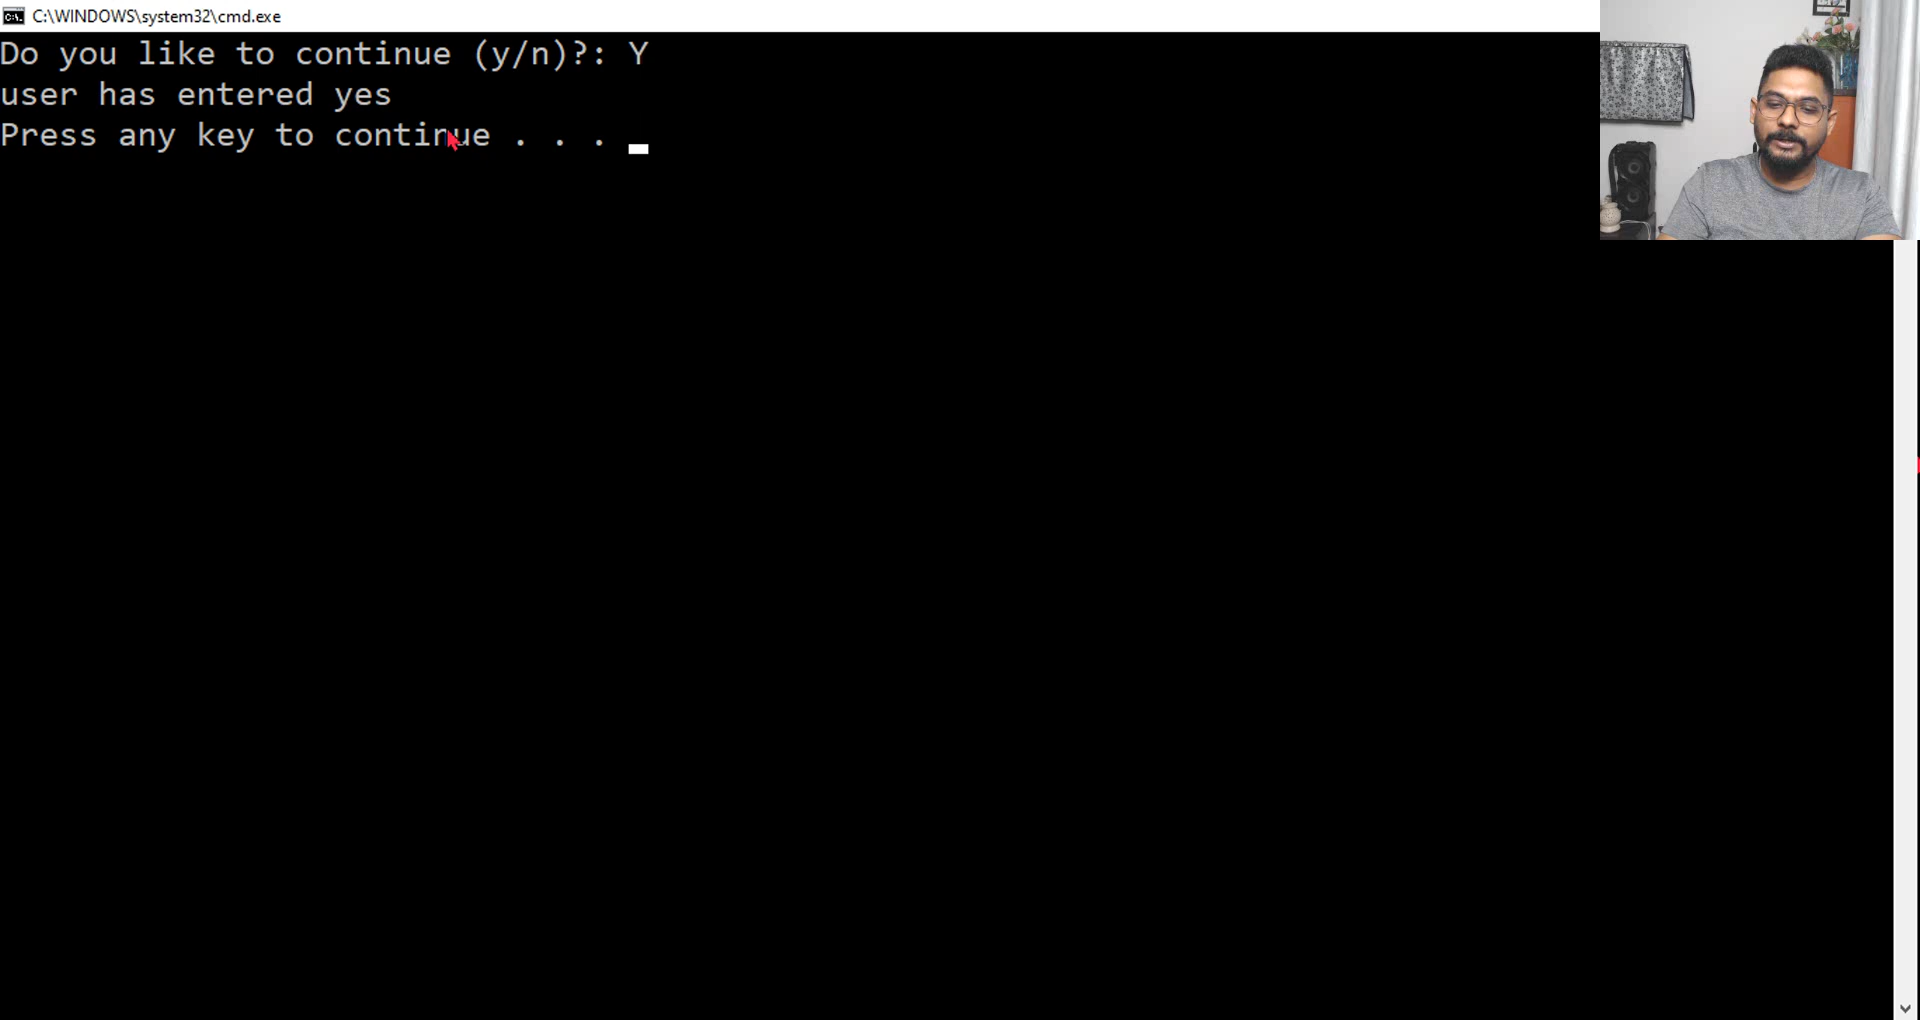 C:\WINDOWS\system32\cmd.exe
Do you like to continue (y/n)?: Y
user has entered yes
Press any key to continue . . .